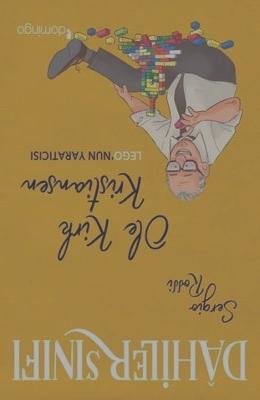 DÂHİLER SINIFI
Sergio
Rossi
Ole Kirk
Kristiansen
LEGO'NUN YARATICISI
domingo